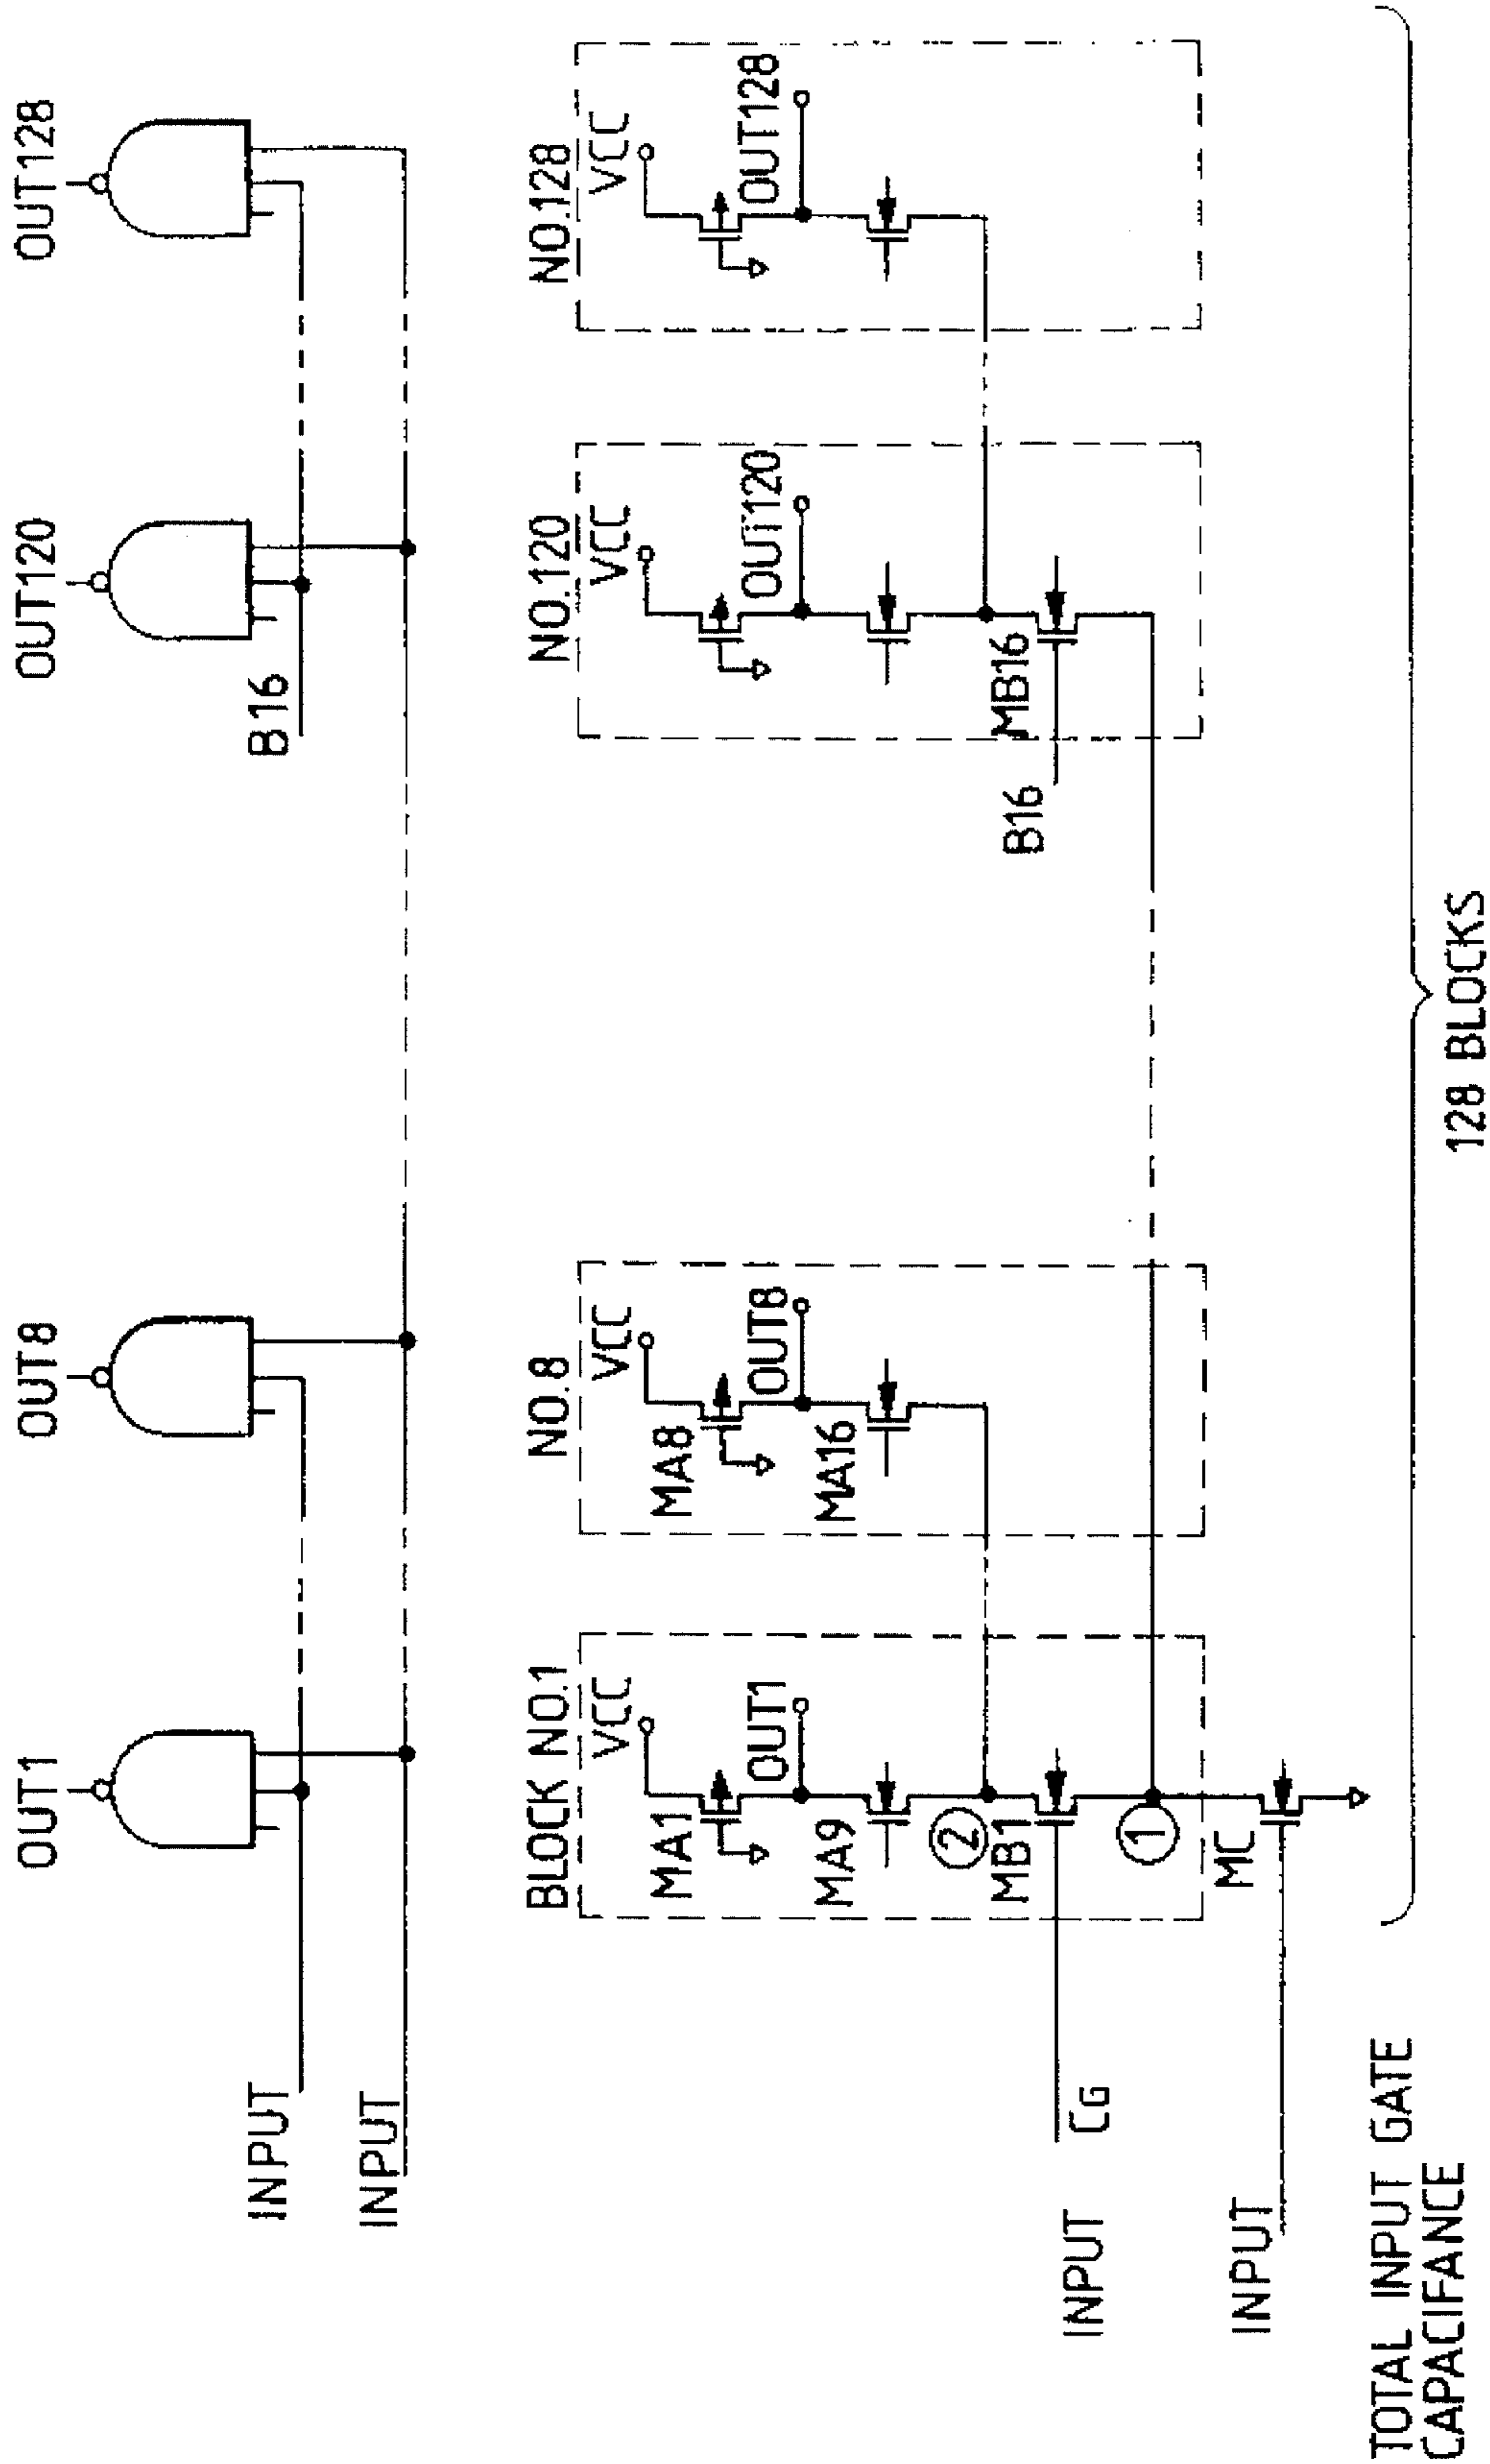 OUT1
OUT8
OUT120
OUT128
INPUT
B16
INPUT
BLOCK NO.1
NO.8
NO.120
NO.128
VCC
VCC
VCC
VCC
MA1
OUT1
MA8
OUT8
OUT120
OUT128
MA9
MA16
2
MB1
MB16
INPUT CG
B16
1
MC
INPUT
TOTAL INPUT GATE
CAPACIFANCE
128 BLOCKS